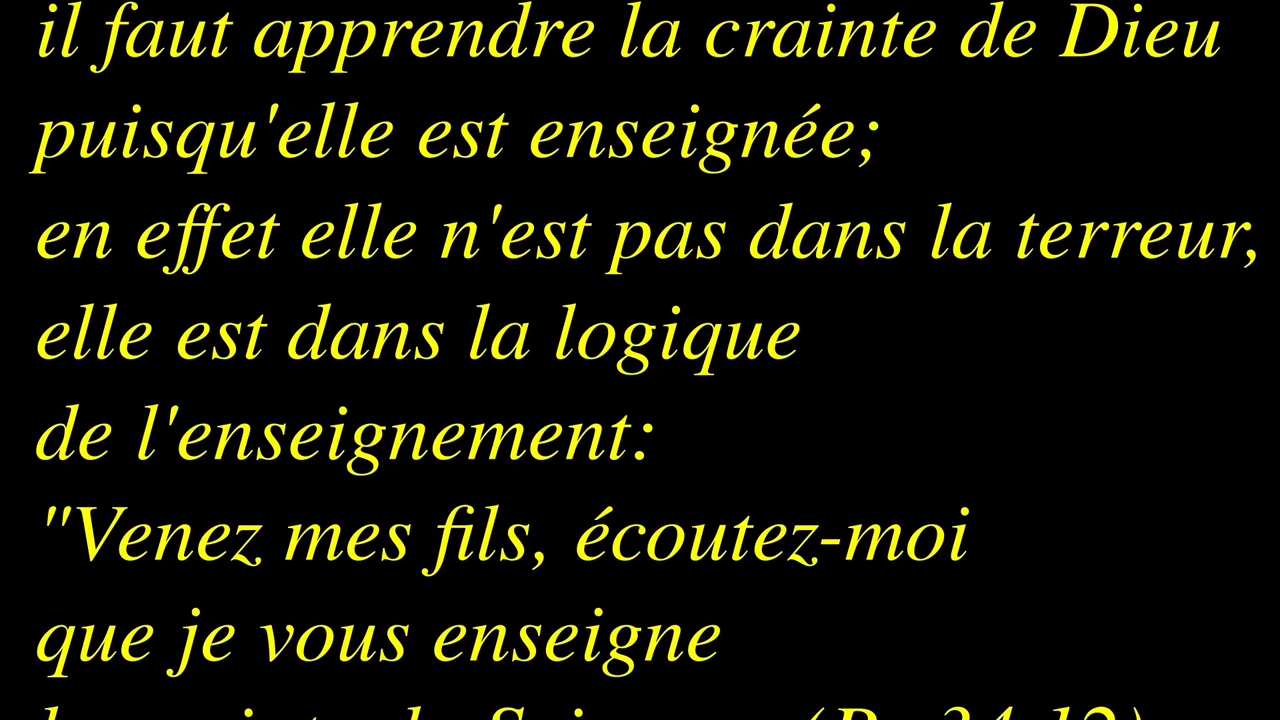 il faut apprendre la crainte de Dieu
puisqu'elle est enseignée;
en effet elle n'est pas dans la terreur,
elle est dans la logique
de l'enseignement:
"Venez mes fils, écoutez-moi
que je vous enseigne